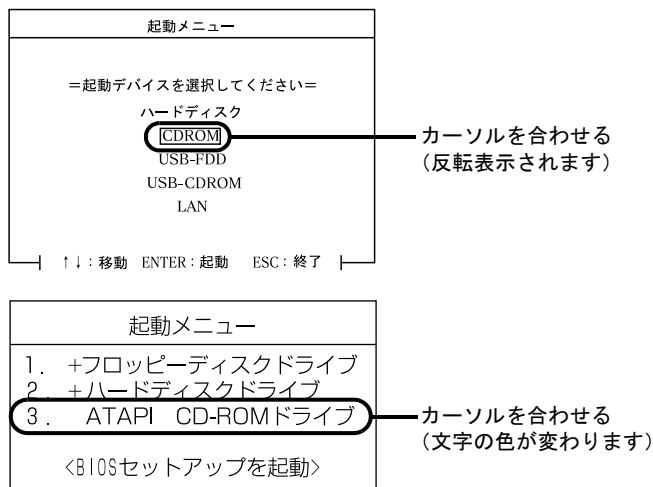 起動メニュー
=起動デバイスを選択してください=
ハードディスク
CDROM
USB-FDD
USB-CDROM
LAN
↑↓:移動 ENTER:起動 ESC:終了
カーソルを合わせる
(反転表示されます)
起動メニュー
1. +フロッピーディスクドライブ
2. +ハードディスクドライブ
3. ATAPI CD-ROMドライブ
<BIOSセットアップを起動>
カーソルを合わせる
(文字の色が変わります)